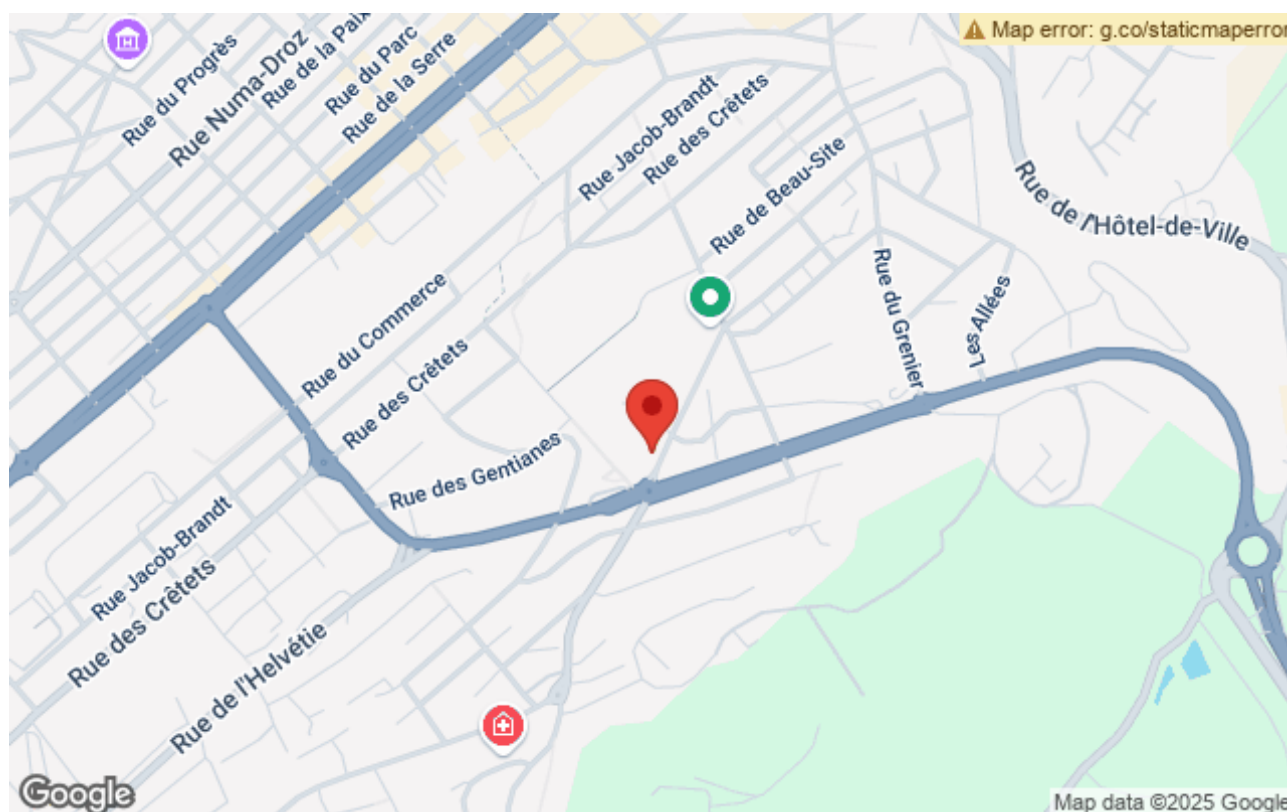 Map error: g.co/staticmaperror
Rue du Progrès
Rue Numa-Droz
Rue de la Paix
Rue du Parc
Rue de la Serre
Rue Jacob-Brandt
Rue des Crêtets
Rue de Beau-Site
Rue de l'Hôtel-de-Ville
Rue du Commerce
Rue des Crêtets
Rue du Grenier
Les Allées
Rue des Gentianes
Rue Jacob-Brandt
Rue des Crêtets
Rue de l'Helvétie
Google
Map data ©2025 Google